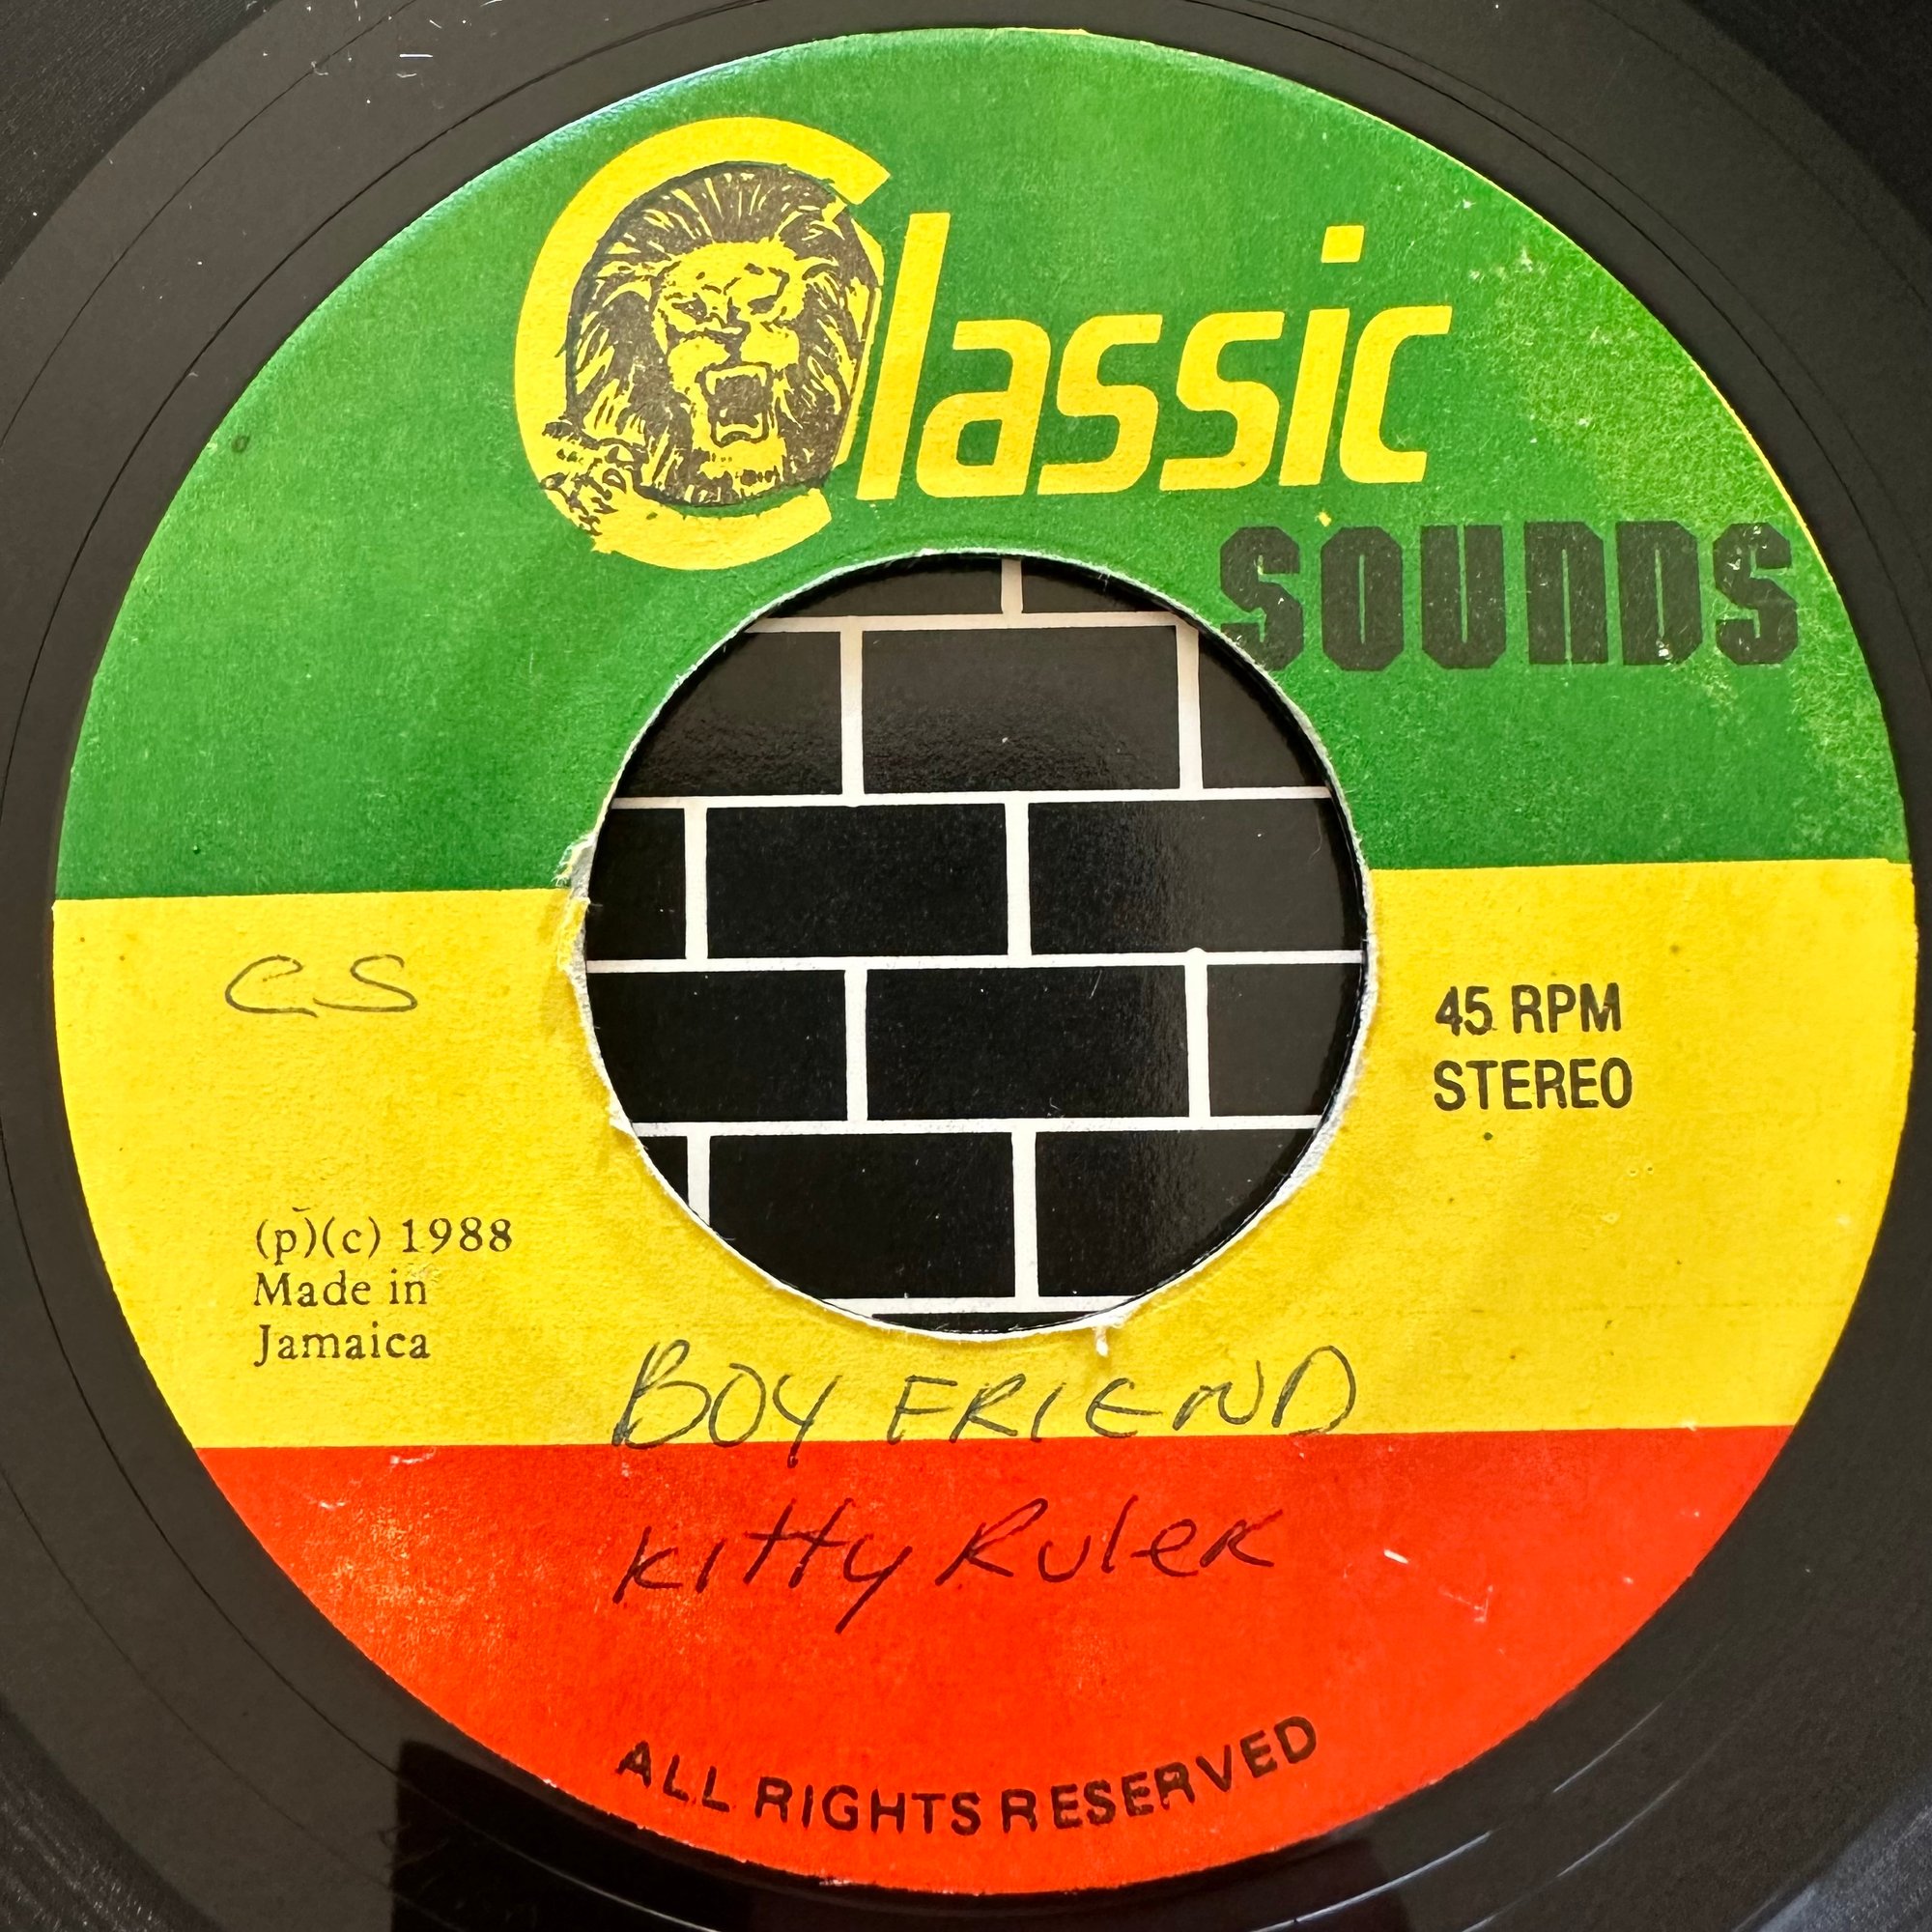 Classic
SOUNDS
CS
45 RPM
STEREO
(p)(c) 1988
Made in
Jamaica
BOY FRIEND
Kitty Ruler
ALL RIGHTS RESERVED